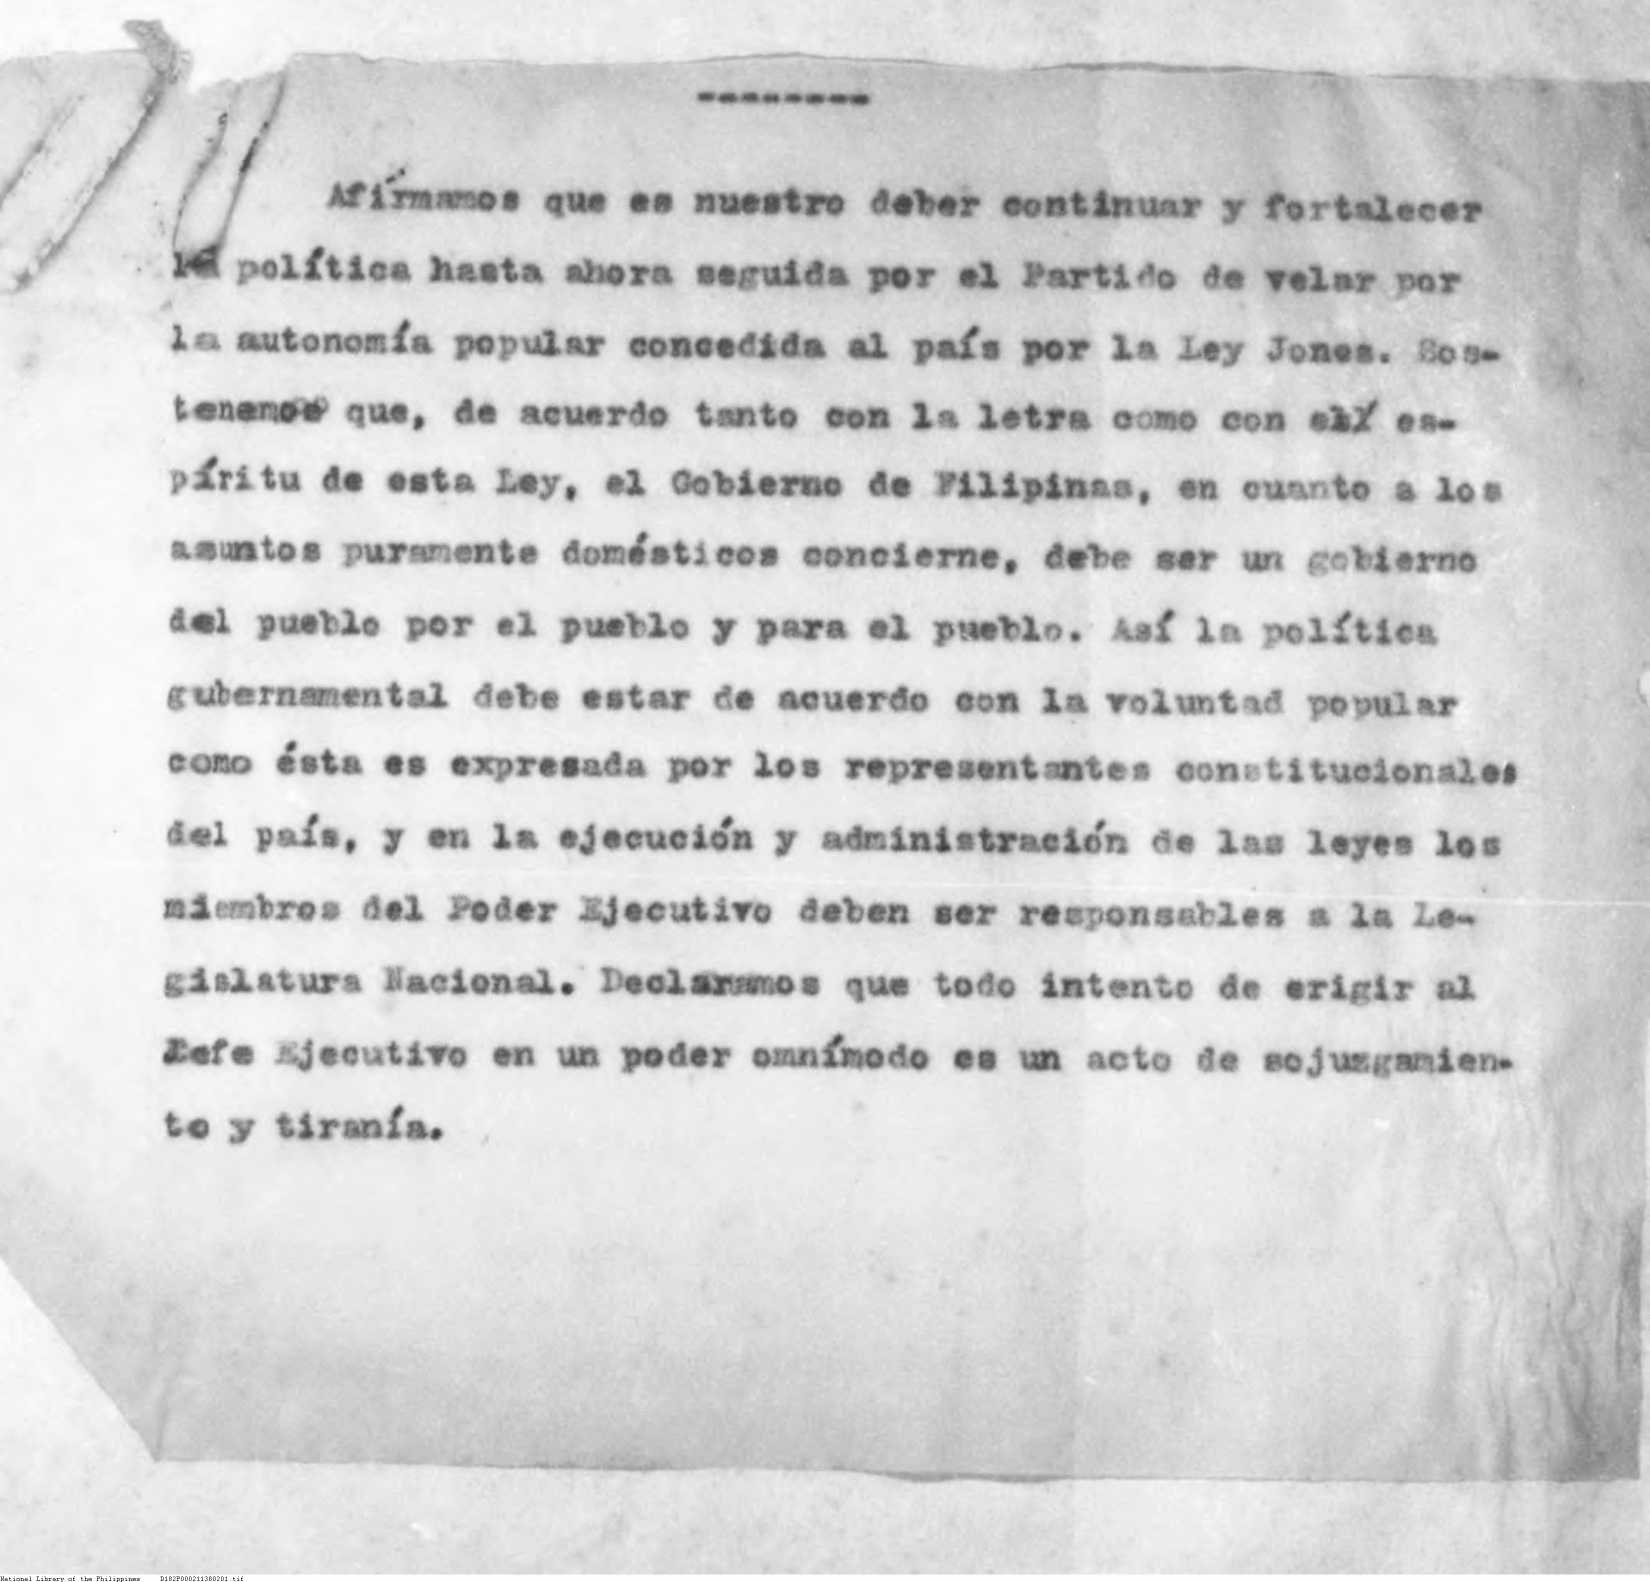 --------
Afírmamos que es nuestro deber continuar y fortalecer
la política hasta ahora seguida por el Partido de velar por
la autonomía popular concedida al país por la Ley Jones. Sos-
tenemos que, de acuerdo tanto con la letra como con el es-
píritu de esta Ley, el Gobierno de Filipinas, en cuanto a los
asuntos puramente domésticos concierne, debe ser un gobierno
del pueblo por el pueblo y para el pueblo. Así la política
gubernamental debe estar de acuerdo con la voluntad popular
como ésta es expresada por los representantes constitucionales
del país, y en la ejecución y administración de las leyes los
miembros del Poder Ejecutivo deben ser responsables a la Le-
gislatura Nacional. Declaramos que todo intento de erigir al
Jefe Ejecutivo en un poder omnímodo es un acto de sojuzgamien-
to y tiranía.
National Library of the Philippines D182P000211380201.tif